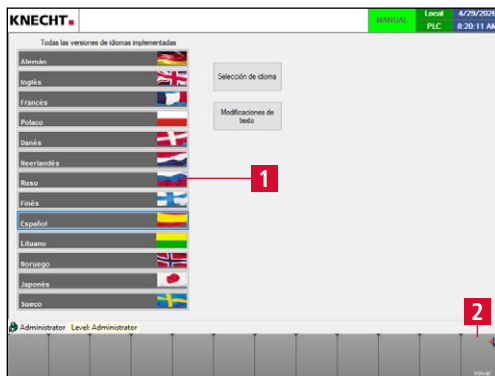 KNECHT
MANUAL
Local
4/29/202
PLC
8:20:11 AM
Todas las versiones de idiomas implementadas
Alemán
Inglés
Francés
Polaco
Danés
Neerlandés
Ruso
Finés
Español
Lituano
Noruego
Japonés
Sueco
Selección de idioma
Modificaciones de
texto
1
2
Administrator Level: Administrator
Volver